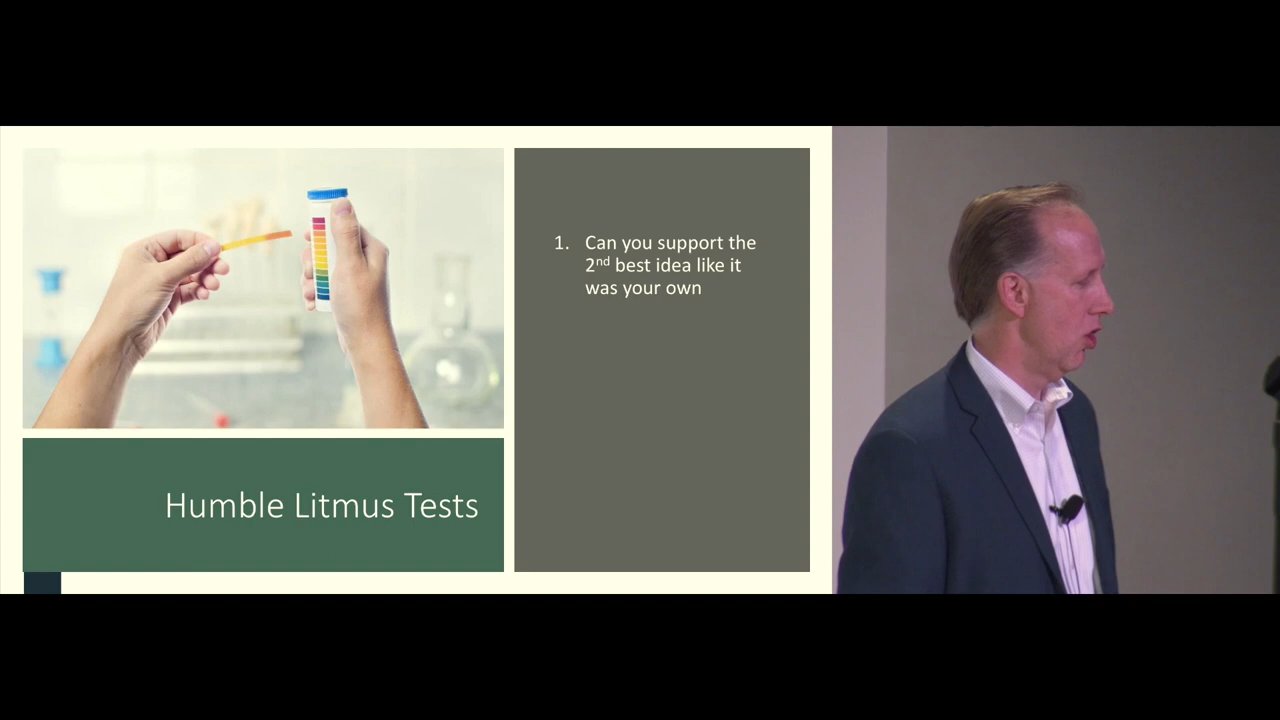 1. Can you support the
2nd best idea like it
was your own
Humble Litmus Tests